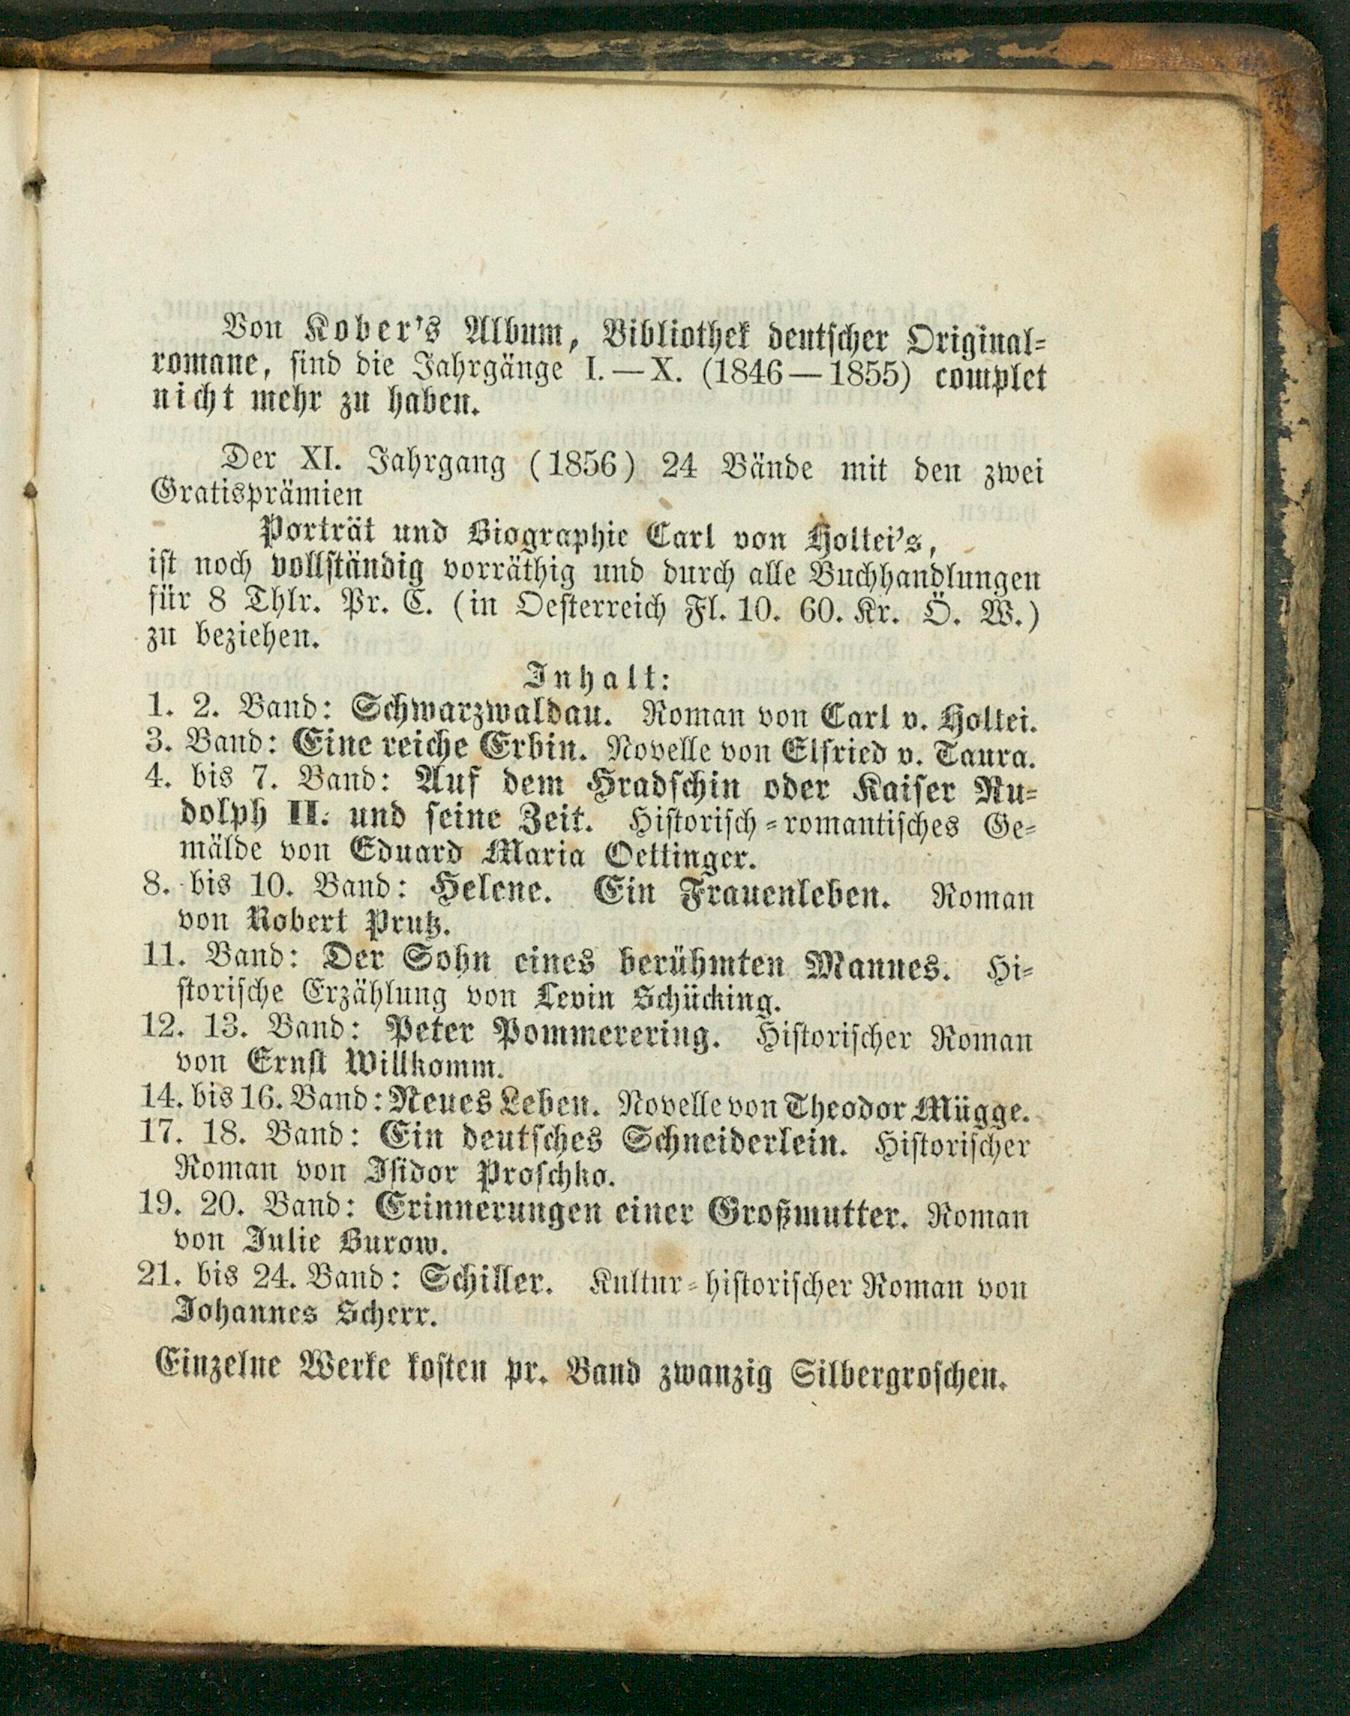 Von Kober's Album, Bibliothek deutscher Original-
romane, sind die Jahrgänge I.—X. (1846—1855) complet
nicht mehr zu haben.
Der XI. Jahrgang (1856) 24 Bände mit den zwei
Gratisprämien
Porträt und Biographie Carl von Holtei's,
ist noch vollständig vorräthig und durch alle Buchhandlungen
für 8 Thlr. Pr. C. (in Oesterreich Fl. 10. 60. Kr. Ö. W.)
zu beziehen.
Inhalt:
1. 2. Band: Schwarzwaldau. Roman von Carl v. Holtei.
3. Band: Eine reiche Erbin. Novelle von Elfried v. Taura.
4. bis 7. Band: Auf dem Hradschin oder Kaiser Ru-
dolph II. und seine Zeit. Historisch-romantisches Ge-
mälde von Eduard Maria Oettinger.
8. bis 10. Band: Helene. Ein Frauenleben. Roman
von Robert Prutz.
11. Band: Der Sohn eines berühmten Mannes. Hi-
storische Erzählung von Levin Schücking.
12. 13. Band: Peter Pommerering. Historischer Roman
von Ernst Willkomm.
14. bis 16. Band: Neues Leben. Novelle von Theodor Mügge.
17. 18. Band: Ein deutsches Schneiderlein. Historischer
Roman von Isidor Proschko.
19. 20. Band: Erinnerungen einer Großmutter. Roman
von Julie Burow.
21. bis 24. Band: Schiller. Kultur-historischer Roman von
Johannes Scherr.
Einzelne Werke kosten pr. Band zwanzig Silbergroschen.